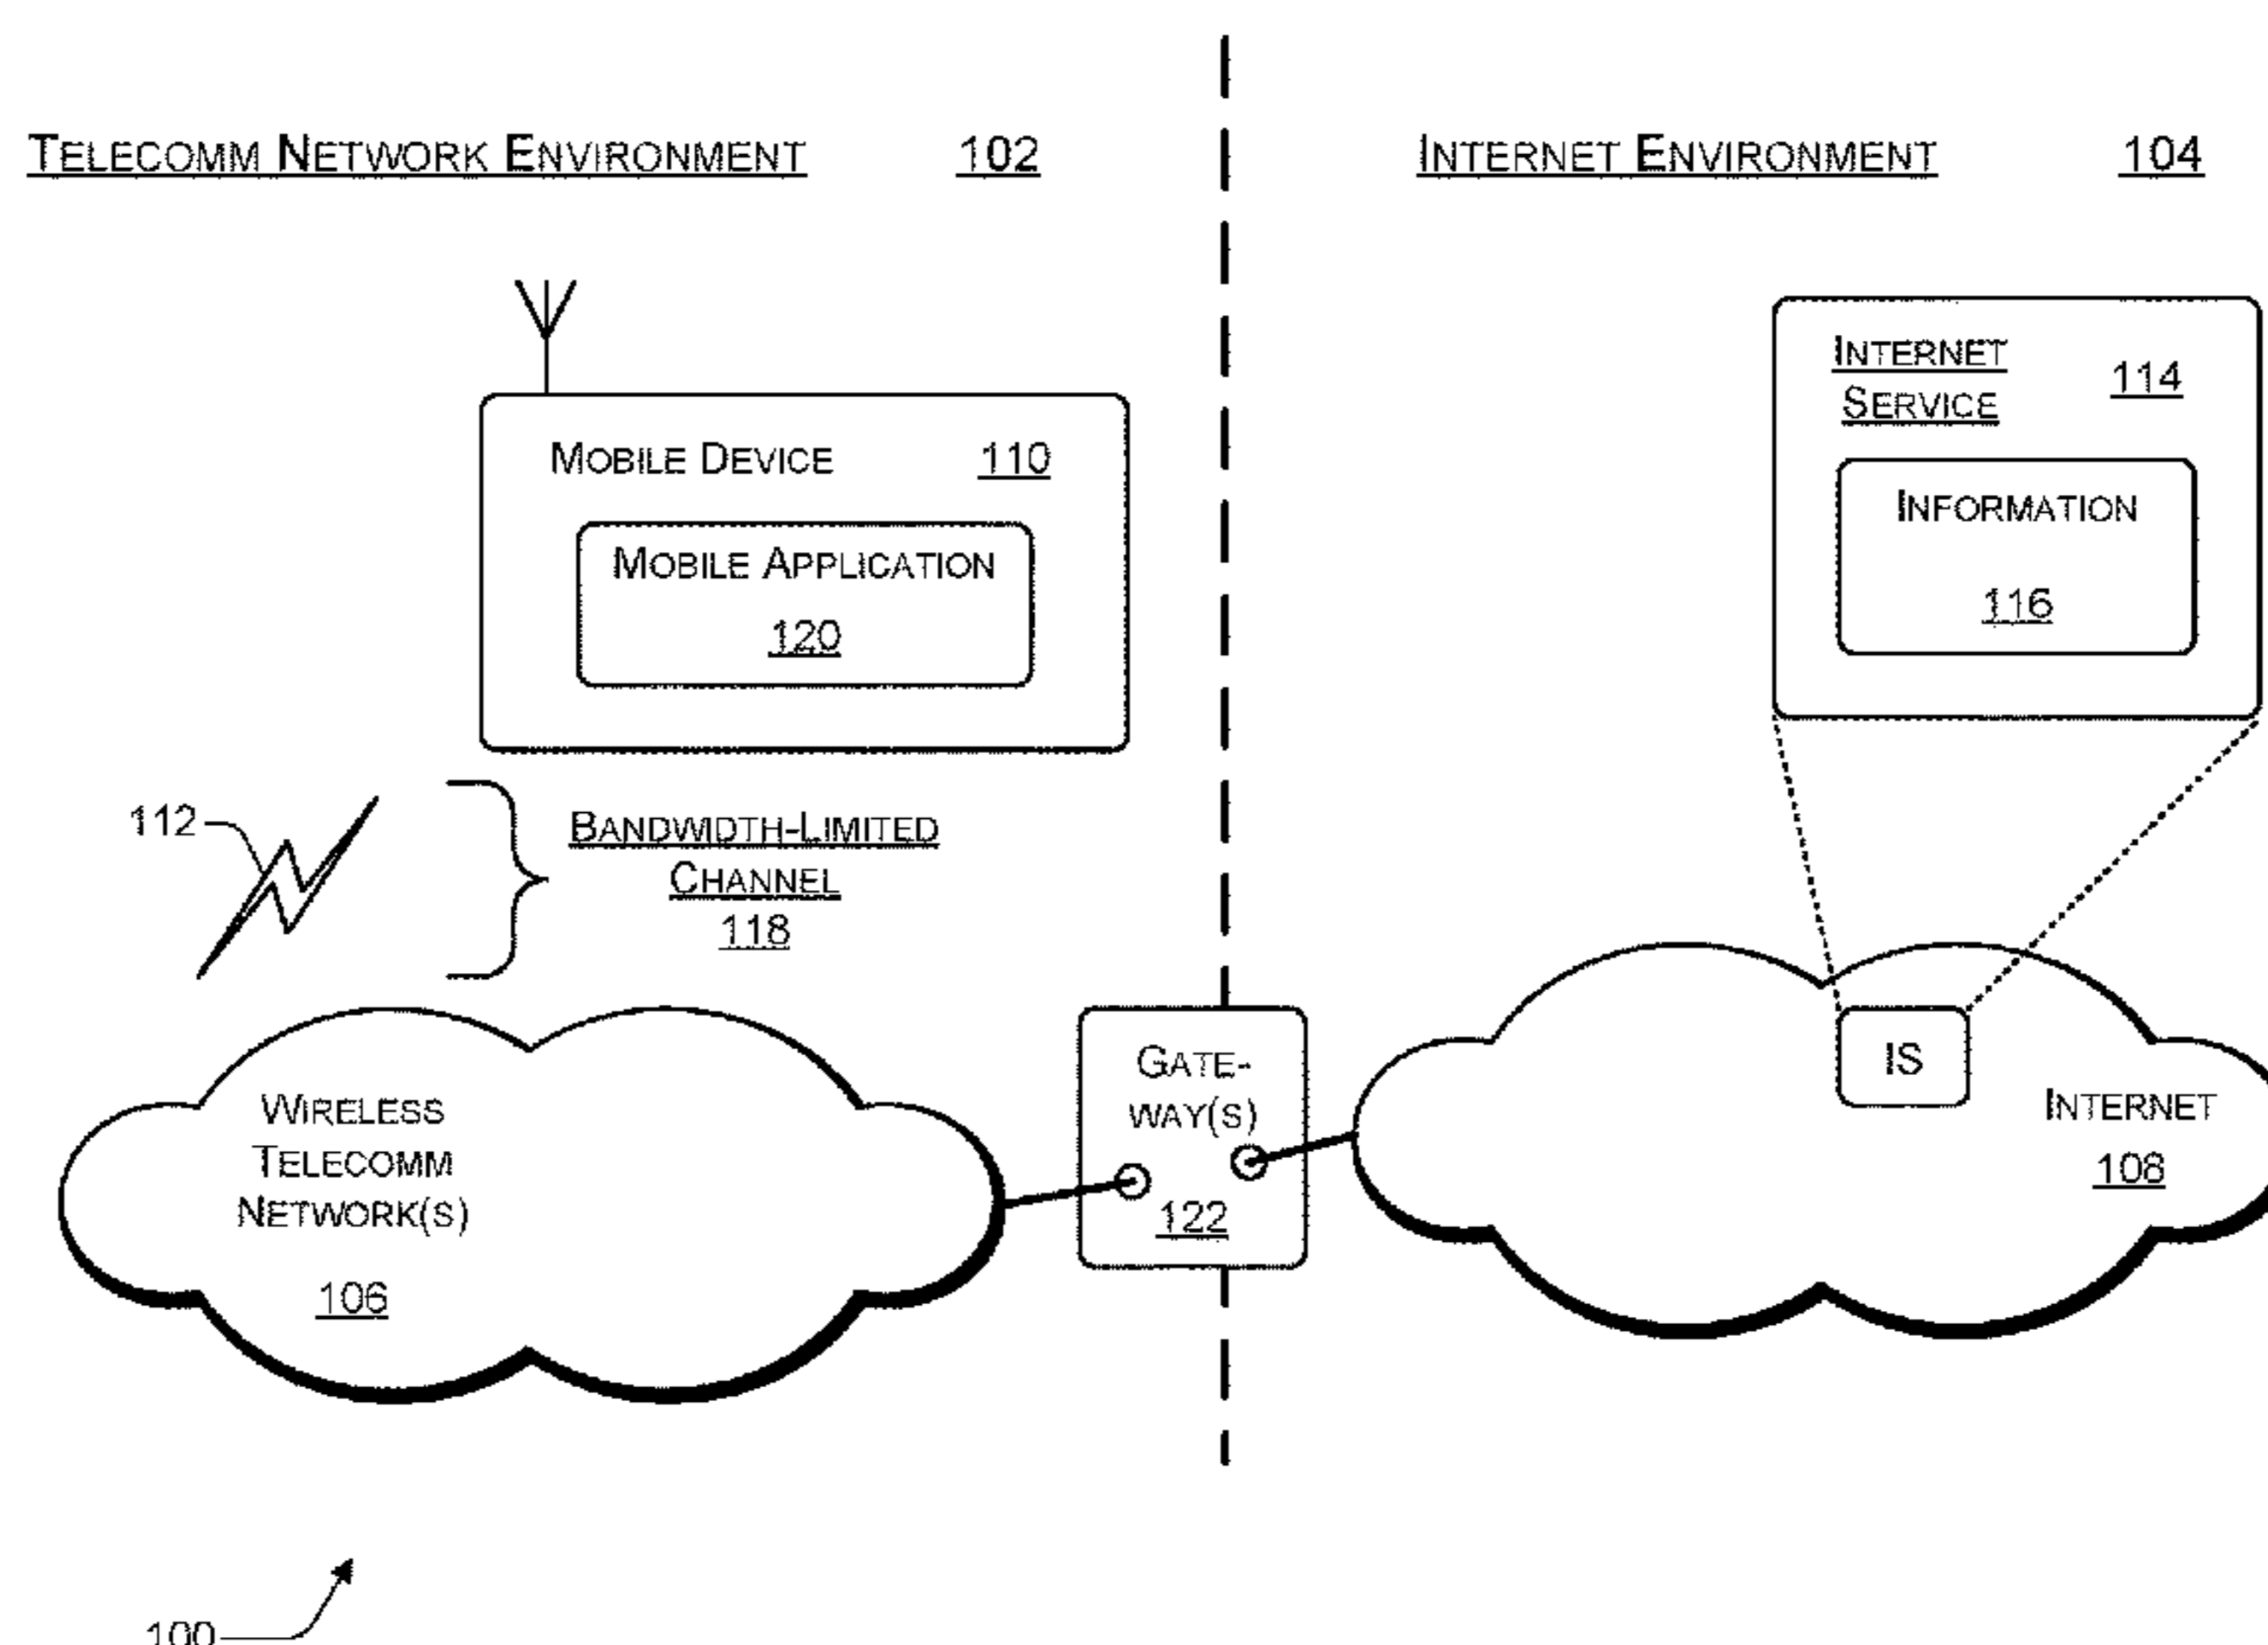 TELECOMM NETWORK ENVIRONMENT 102
INTERNET ENVIRONMENT 104
MOBILE DEVICE 110
MOBILE APPLICATION
120
INTERNET
SERVICE
114
INFORMATION
116
112
BANDWIDTH-LIMITED
CHANNEL
118
WIRELESS
TELECOMM
NETWORK(S)
106
GATE-
WAY(S)
122
IS
INTERNET
108
100